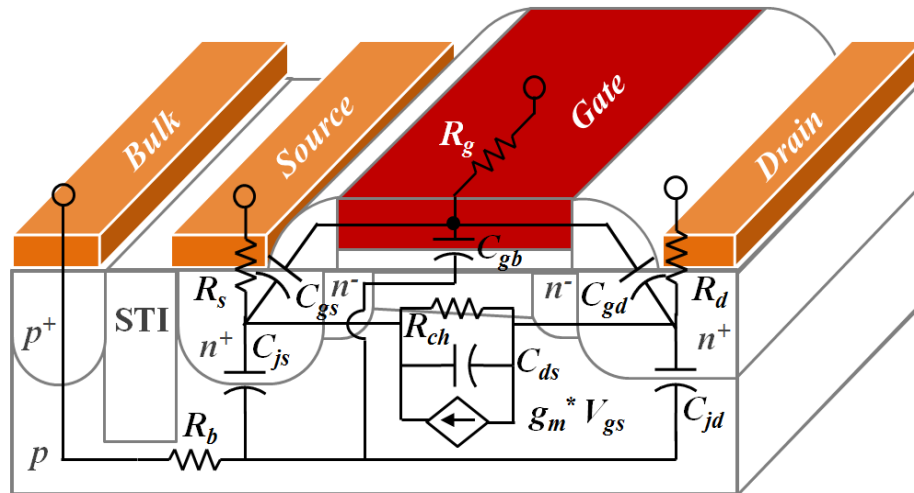 Bulk
Source
Gate
Drain
R_g
C_gb
R_s
C_gs
n^-
n^-
C_gd
R_d
p^+
STI
n^+
C_js
R_ch
C_ds
n^+
g_m^* V_gs
C_jd
R_b
p